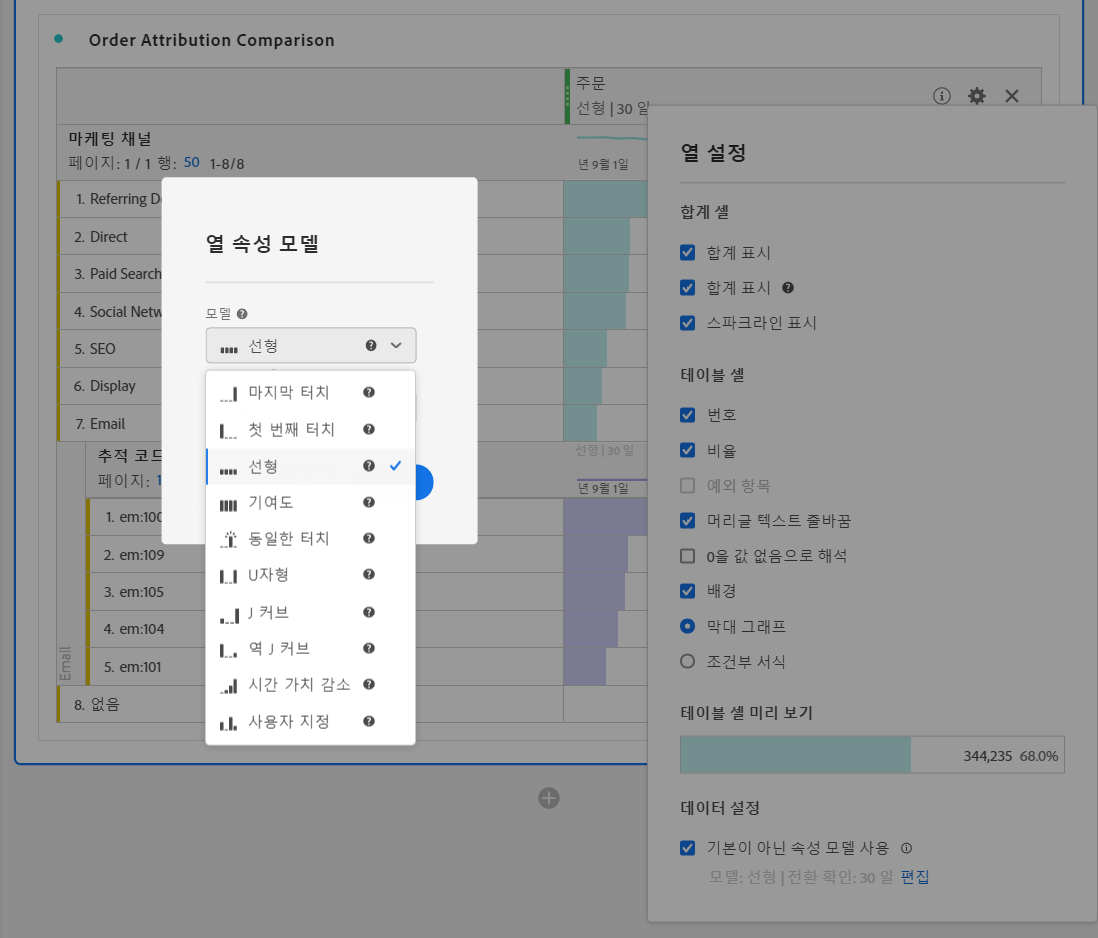 Order Attribution Comparison
주문
선형 | 30 일
마케팅 채널
페이지: 1 / 1 행: 50 1-8/8
년 9월 1일
1. Referring
2. Direct
3. Paid Search
4. Social
5. SEO
6. Display
7. Email
선형 | 30 일
추적
페이지:
년 9월 1일
1.
2. em:109
3. em:105
4. em:104
5. em:101
Email
8. 없음
열 속성 모델
모델
선형
마지막 터치
첫 번째 터치
선형
기여도
동일한 터치
U자형
J 커브
역 J 커브
시간 가치 감소
사용자 지정
열 설정
합계 셀
합계 표시
합계 표시
스파크라인 표시
테이블 셀
번호
비율
예외 항목
머리글 텍스트 줄바꿈
0을 값 없음으로 해석
배경
막대 그래프
조건부 서식
테이블 셀 미리 보기
344,235 68.0%
데이터 설정
기본이 아닌 속성 모델 사용
모델: 선형 | 전환 확인: 30 일 편집